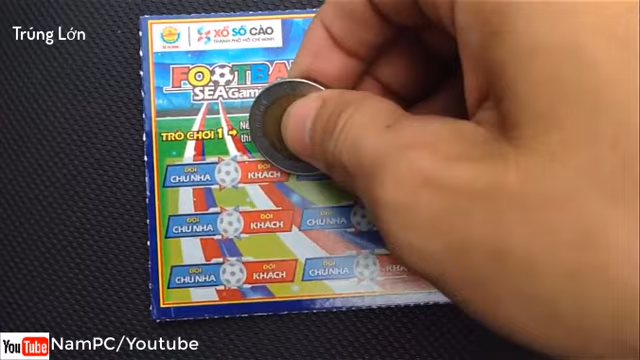 Trúng Lớn
XỔ SỐ CÀO
THÀNH PHỐ HỒ CHÍ MINH
FOOTBA
SEA Gam
TRÒ CHƠI 1
Nế
thì
ĐỘI CHỦ NHÀ
ĐỘI KHÁCH
ĐỘI CHỦ NHÀ
ĐỘI KHÁCH
ĐỘI CHỦ NHÀ
ĐỘI CHỦ NHÀ
ĐỘI KHÁCH
ĐỘI CHỦ NHÀ
YouTube NamPC/Youtube